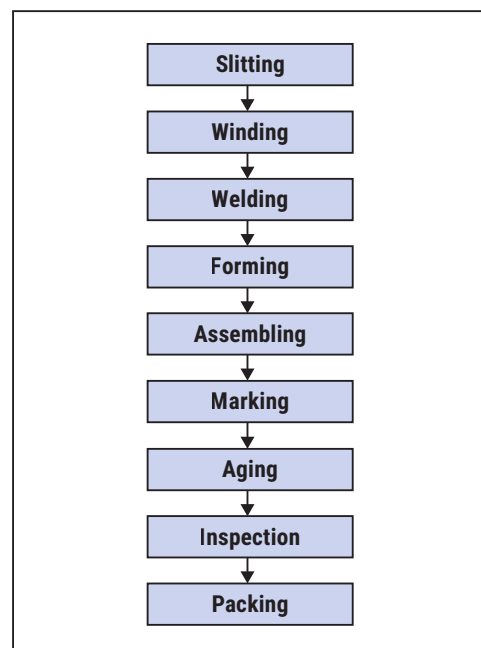 Slitting
Winding
Welding
Forming
Assembling
Marking
Aging
Inspection
Packing